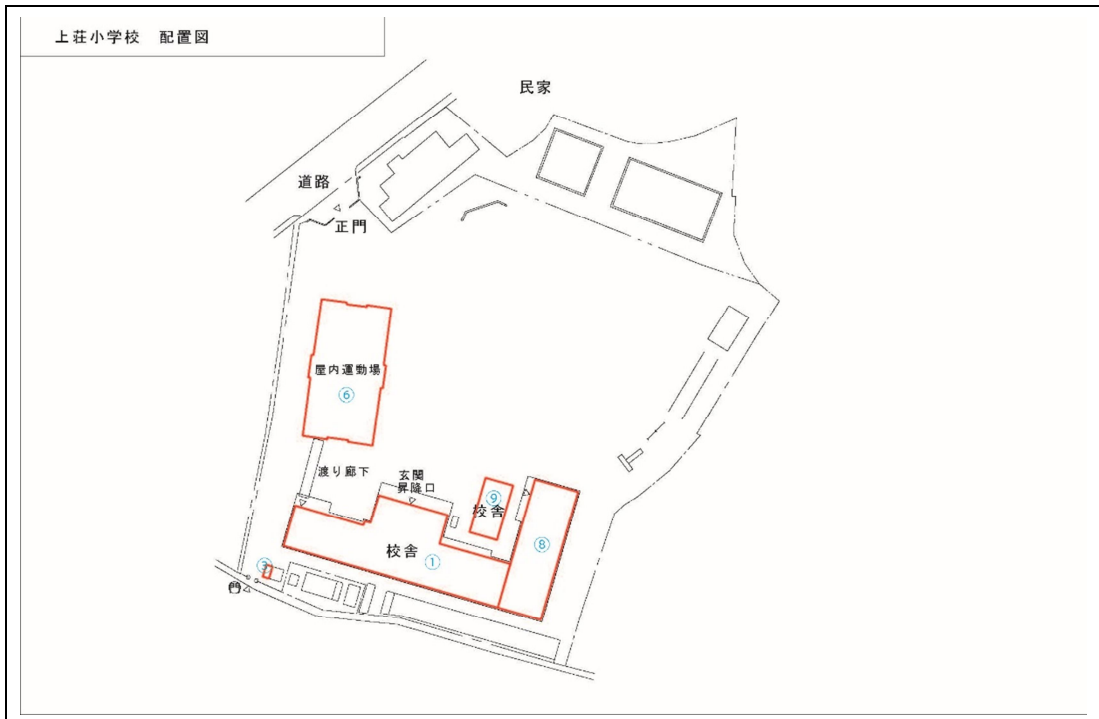 上荘小学校 配置図
民家
道路
正門
屋内運動場
⑥
渡り廊下
玄関
昇降口
⑨
校舎
⑧
校舎
①
③
門